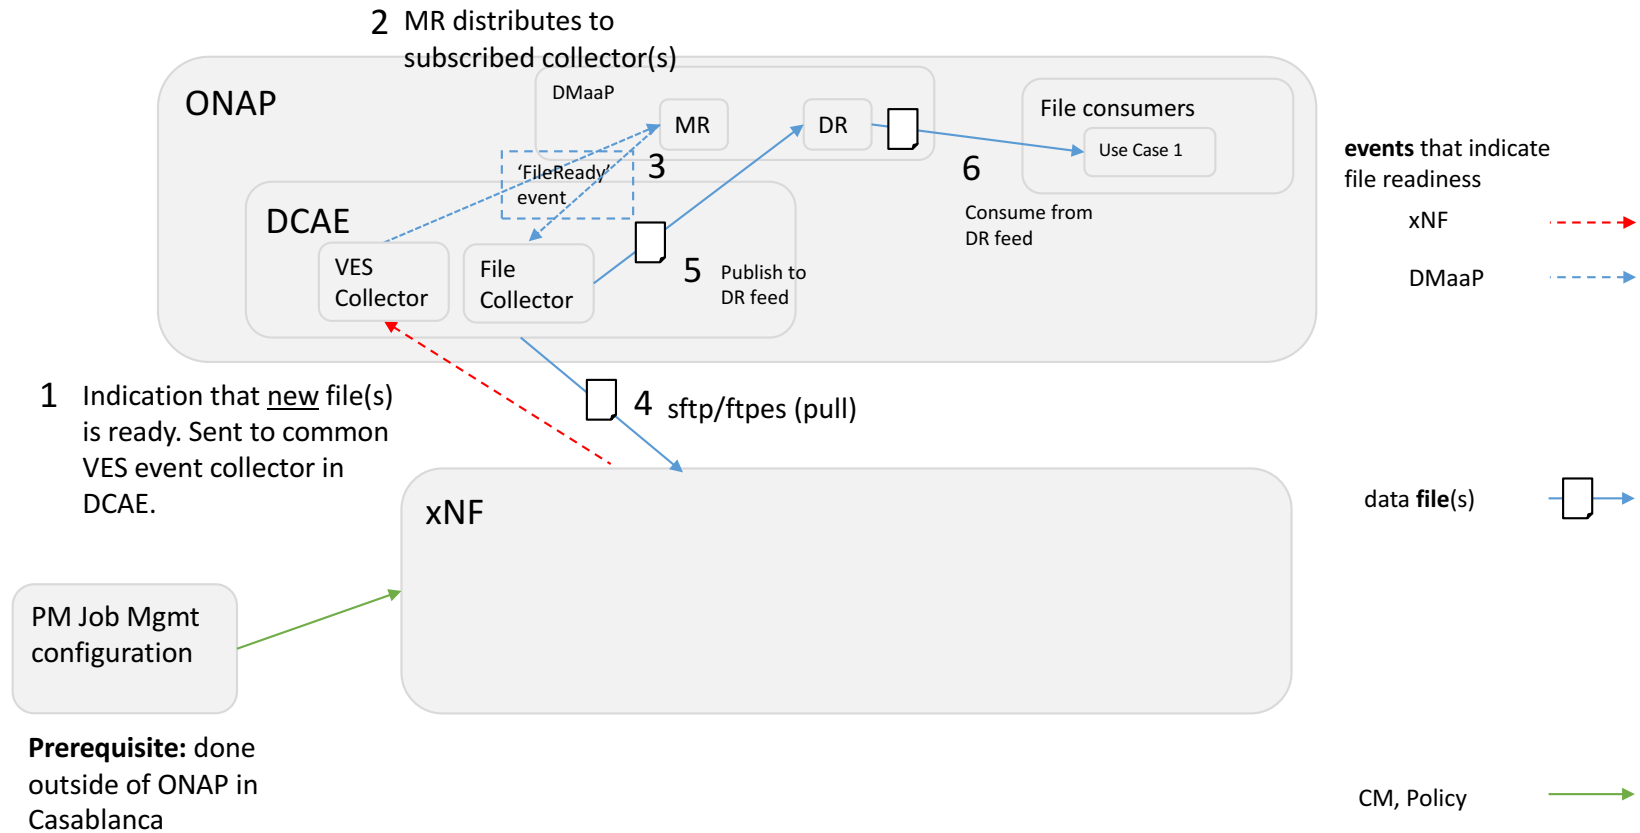 2 MR distributes to
subscribed collector(s)
ONAP
DMaaP
MR
DR
File consumers
Use Case 1
'FileReady'
event
3
6
Consume from
DR feed
DCAE
VES
Collector
File
Collector
5 Publish to
DR feed
events that indicate
file readiness
xNF
DMaaP
1 Indication that new file(s)
is ready. Sent to common
VES event collector in
DCAE.
4 sftp/ftpes (pull)
xNF
data file(s)
PM Job Mgmt
configuration
Prerequisite: done
outside of ONAP in
Casablanca
CM, Policy